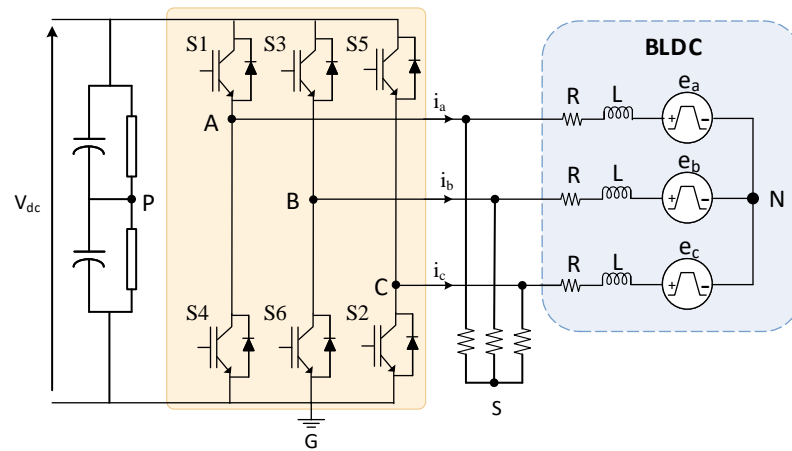 BLDC
S1
S3
S5
e_a
i_a
R
L
A
e_b
V_dc
P
B
i_b
R
L
N
e_c
C
i_c
R
L
S4
S6
S2
S
G